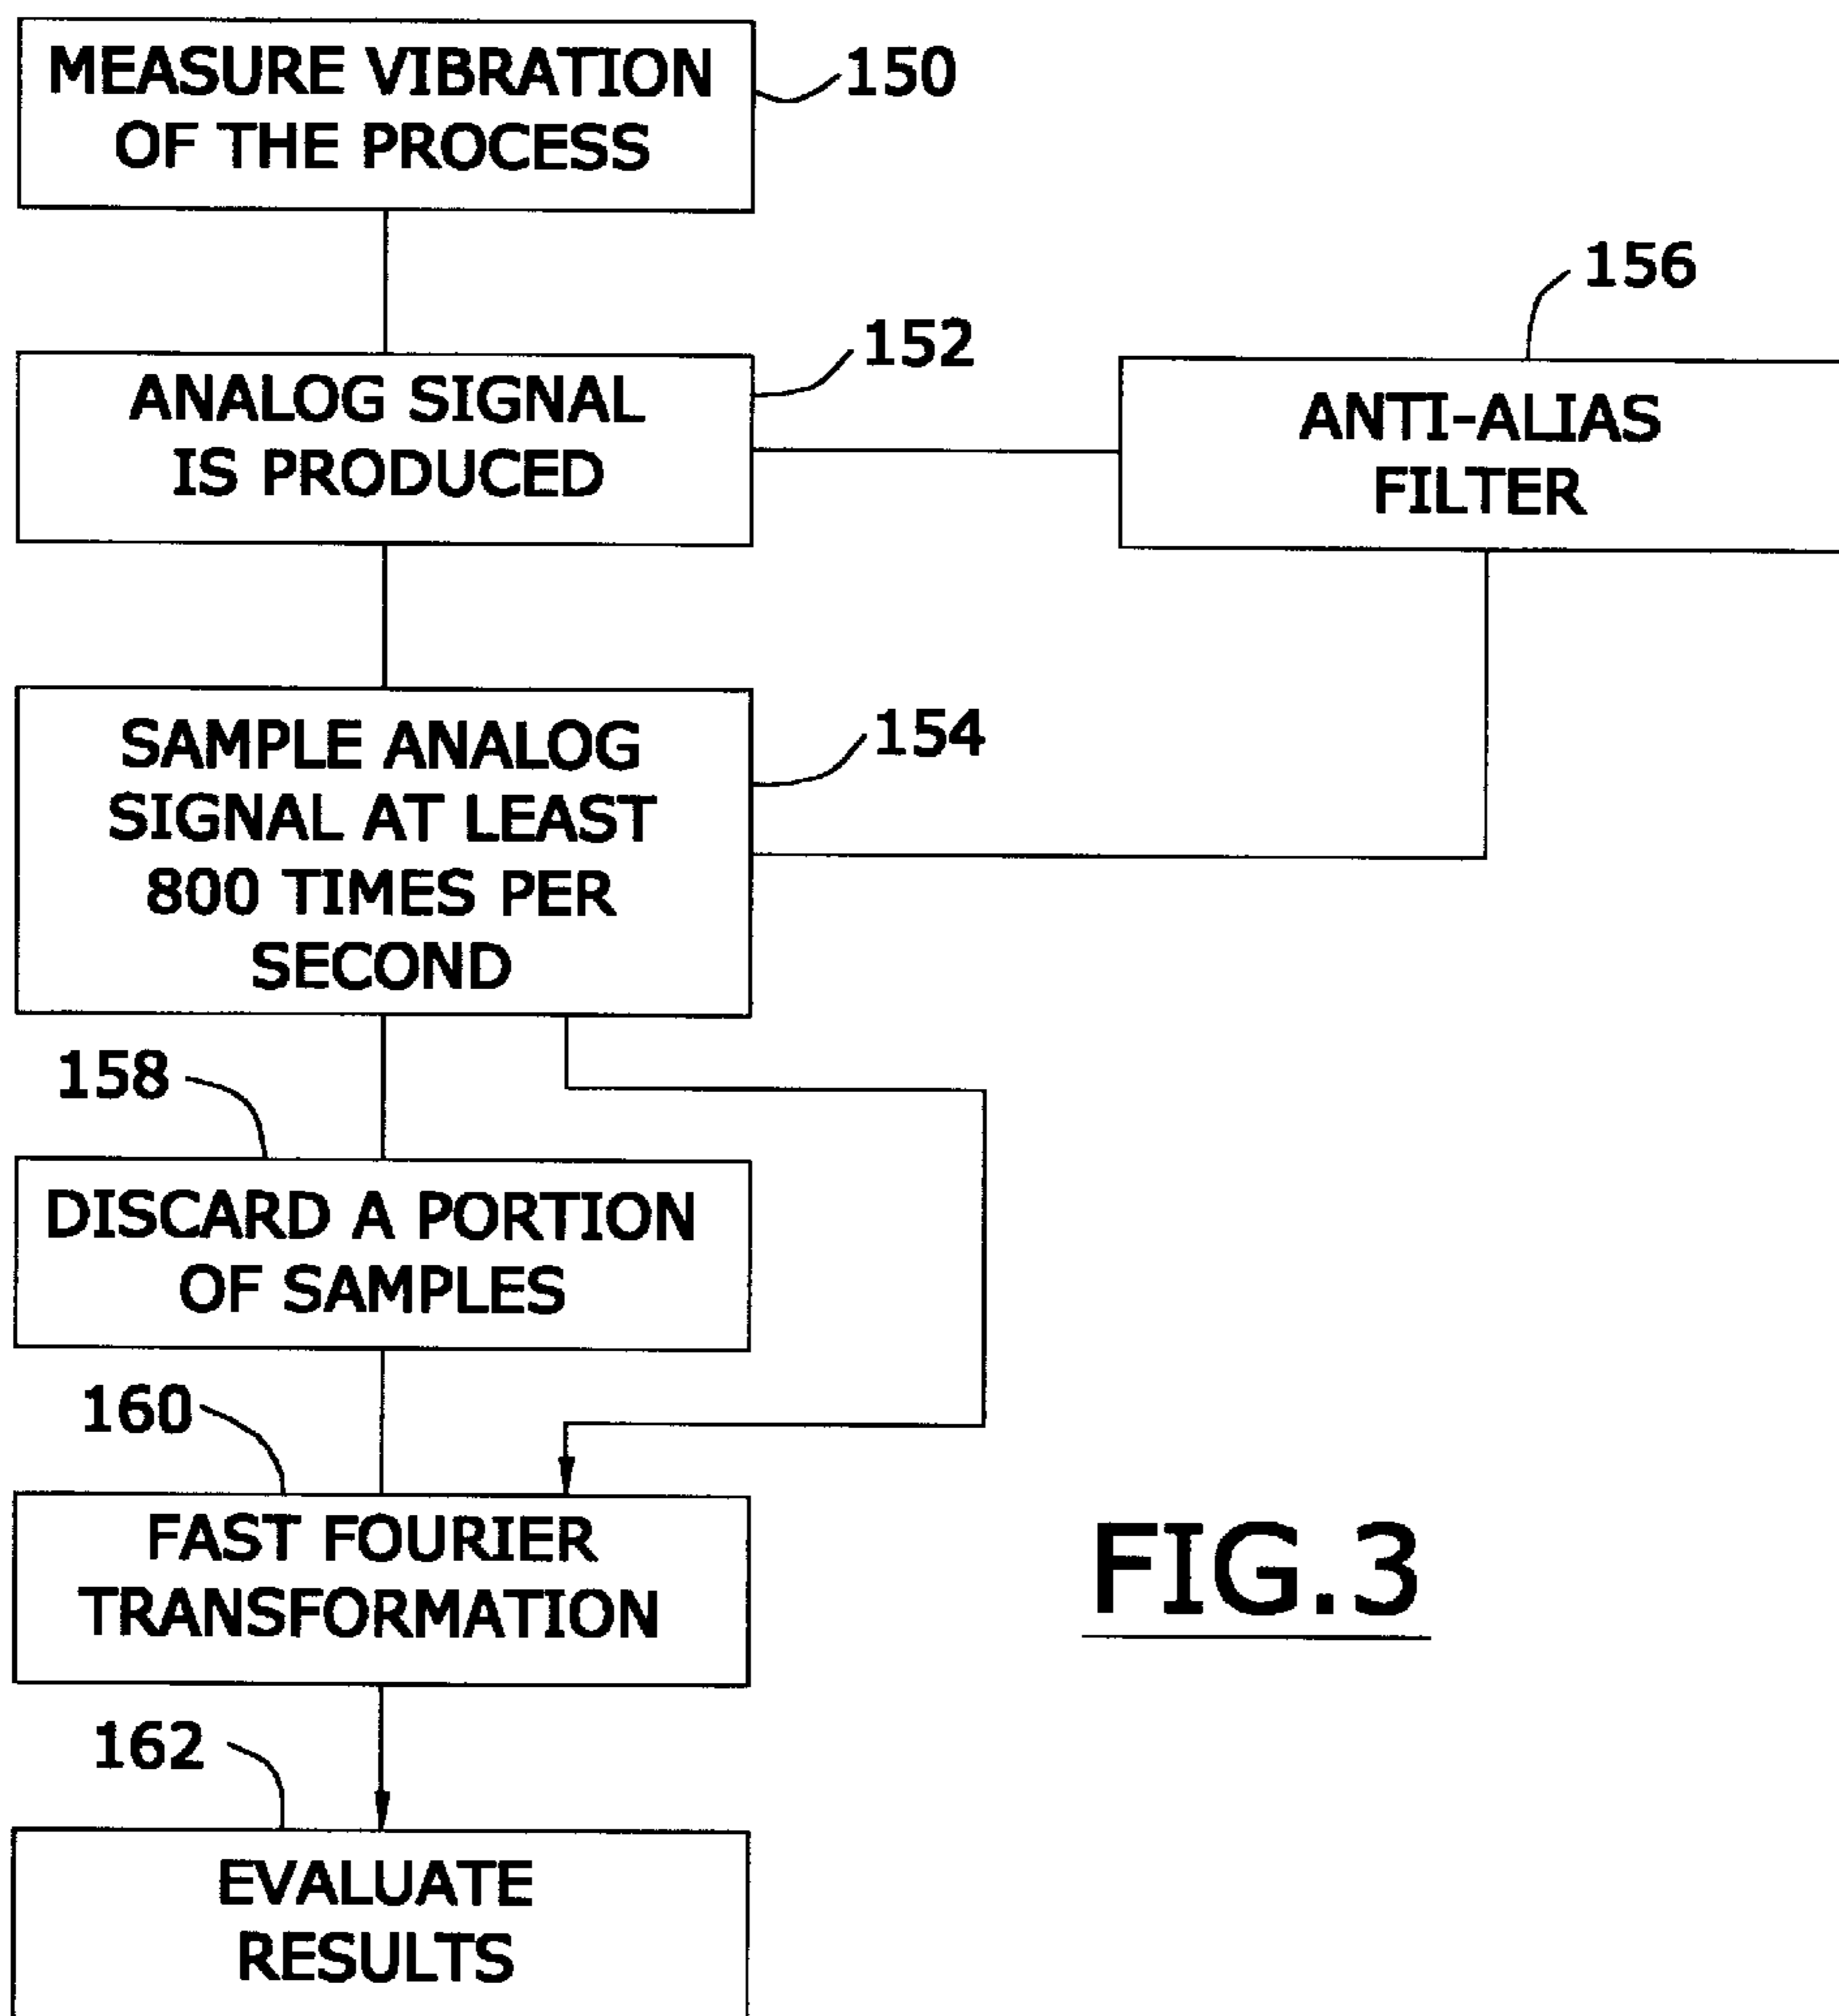 MEASURE VIBRATION
OF THE PROCESS
150
156
152
ANALOG SIGNAL
IS PRODUCED
ANTI-ALIAS
FILTER
154
SAMPLE ANALOG
SIGNAL AT LEAST
800 TIMES PER
SECOND
158
DISCARD A PORTION
OF SAMPLES
160
FAST FOURIER
TRANSFORMATION
FIG.3
162
EVALUATE
RESULTS